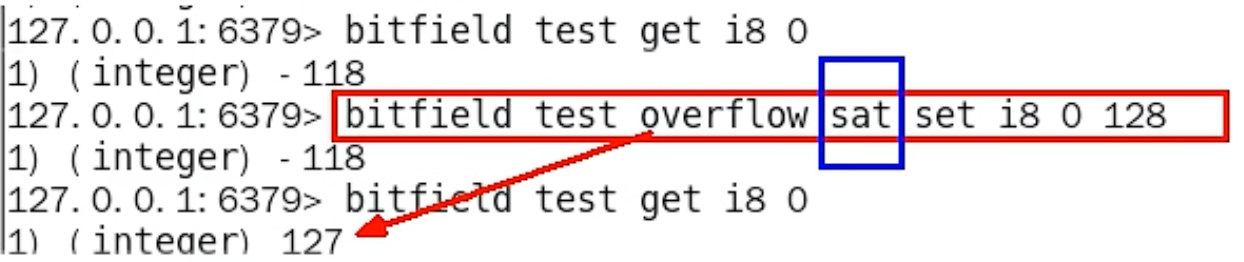 127.0.0.1:6379> bitfield test get i8 0
1) (integer) -118
127.0.0.1:6379> bitfield test overflow sat set i8 0 128
1) (integer) -118
127.0.0.1:6379> bitfield test get i8 0
1) (integer) 127